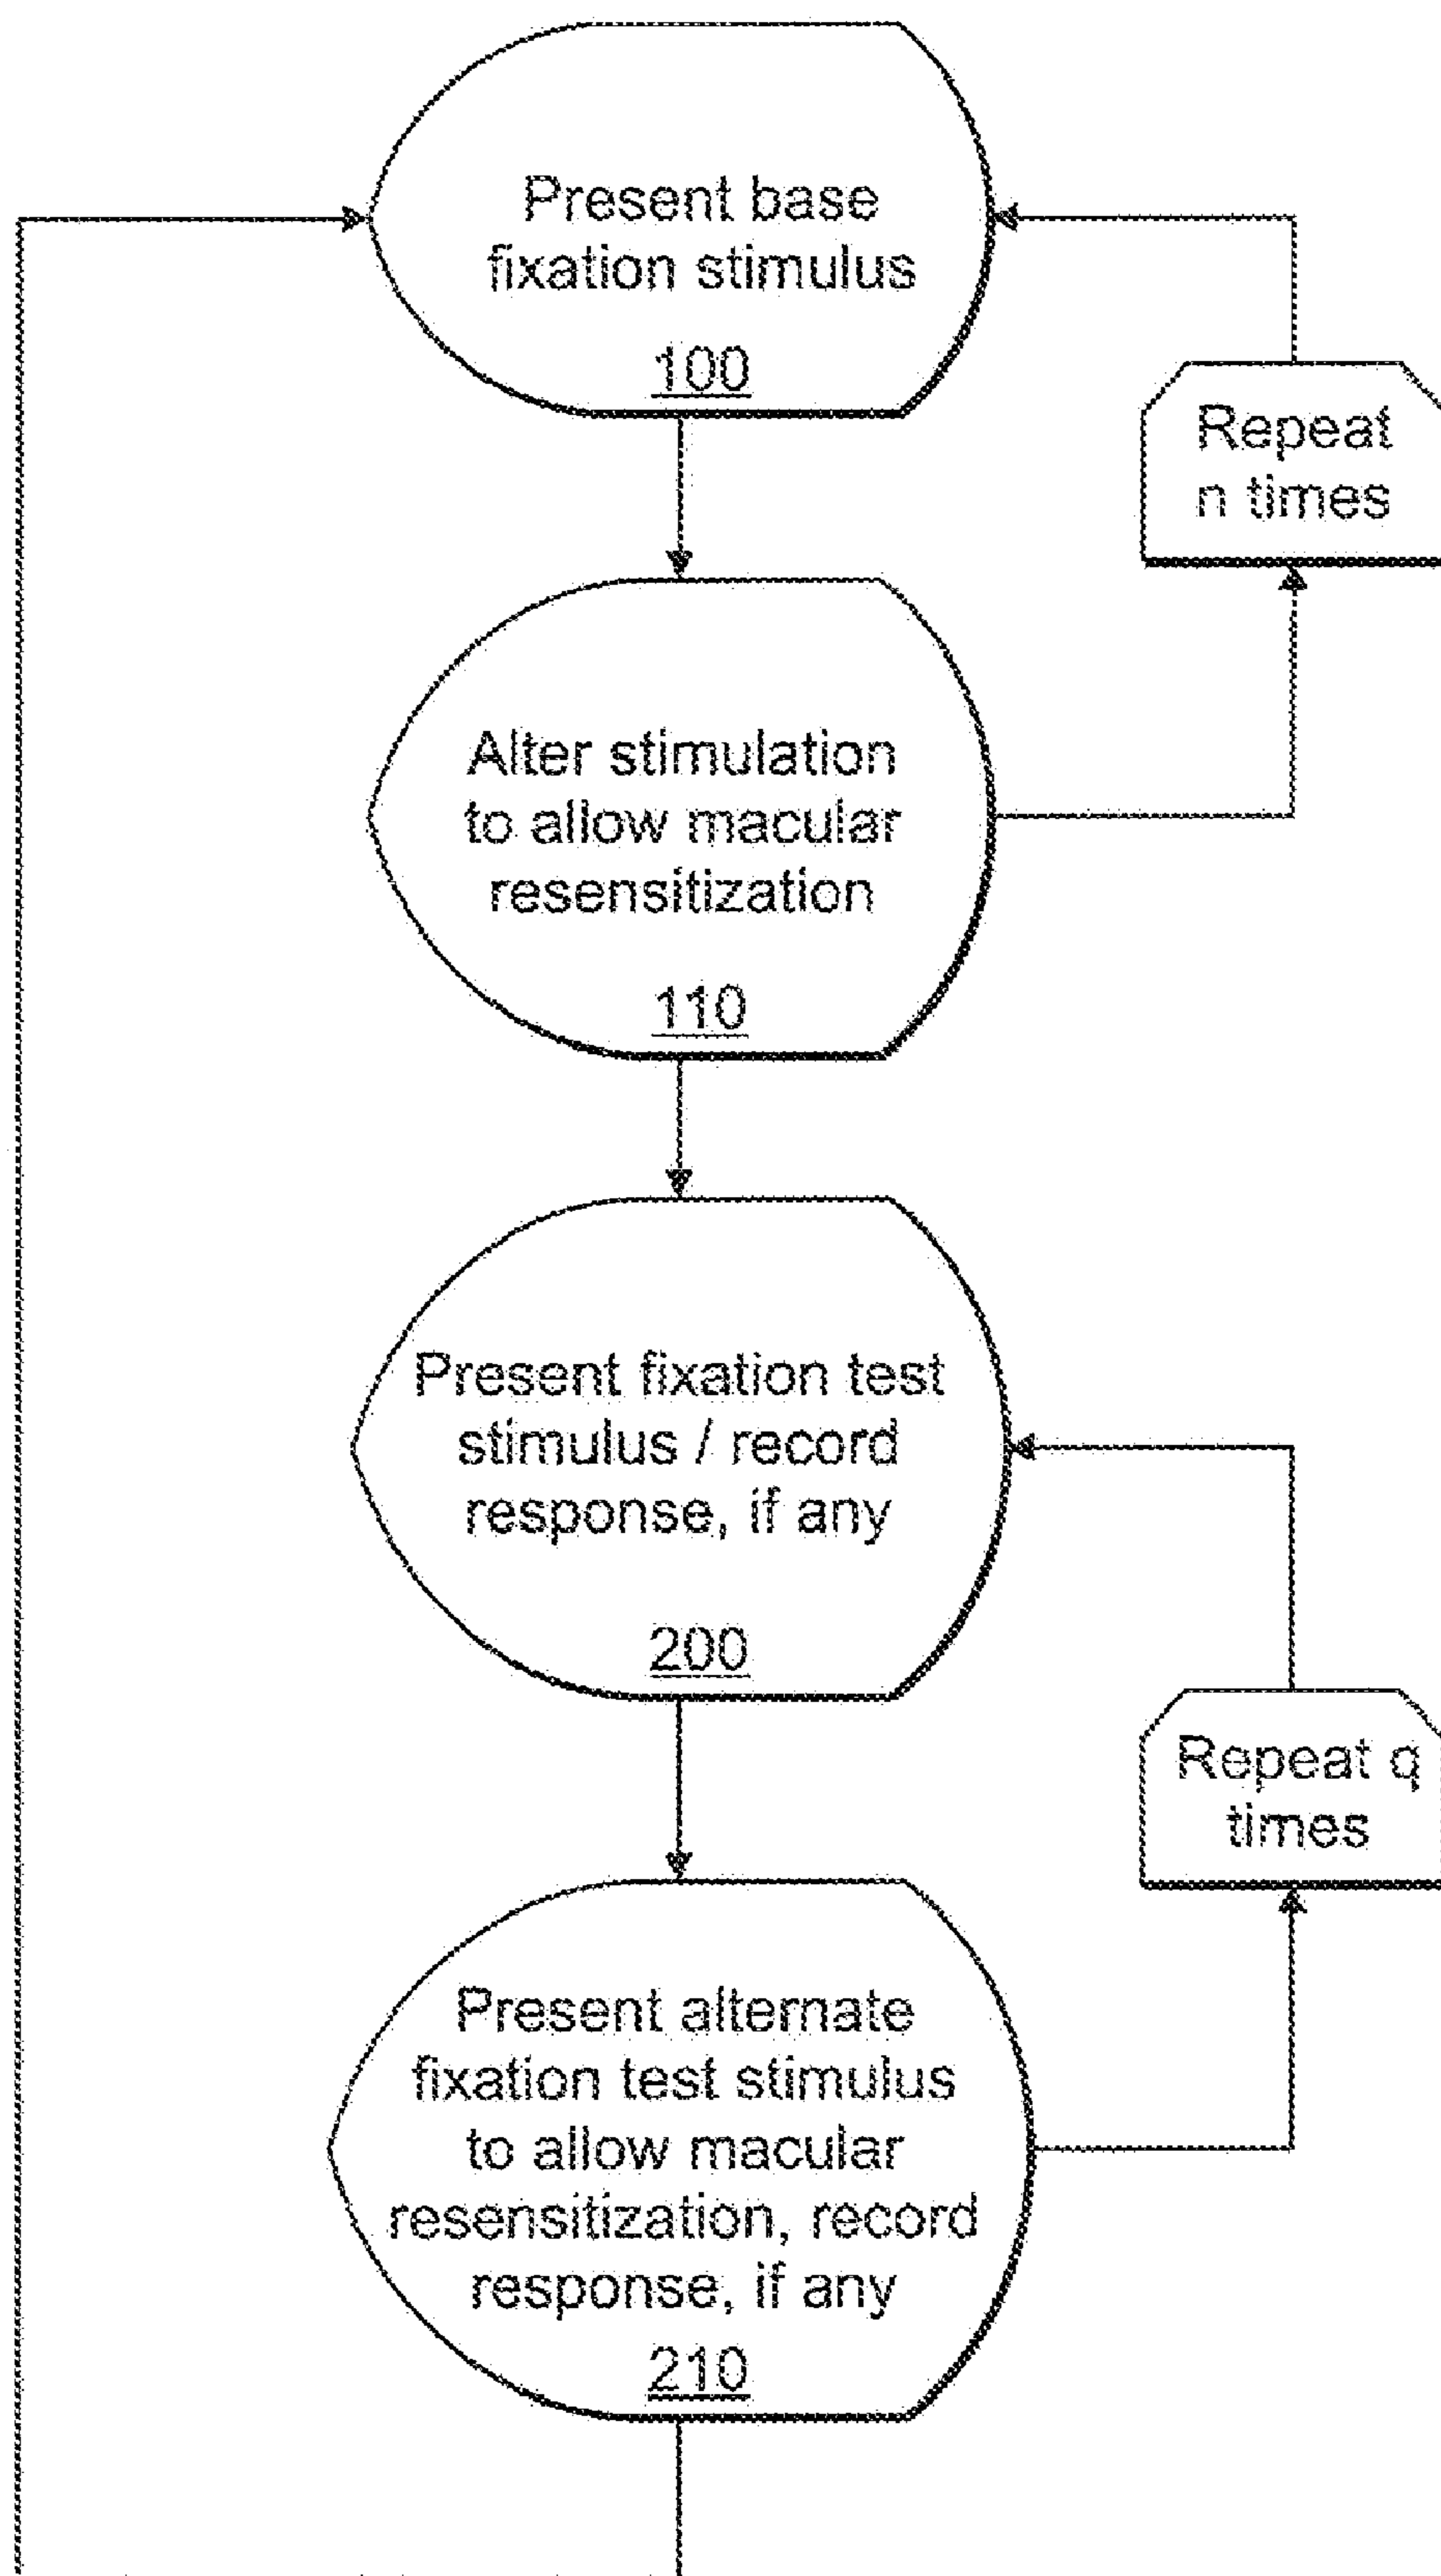 Present base
fixation stimulus
100
Repeat
n times
Alter stimulation
to allow macular
resensitization
110
Present fixation test
stimulus / record
response, if any
200
Repeat q
times
Present alternate
fixation test stimulus
to allow macular
resensitization, record
response, if any
210